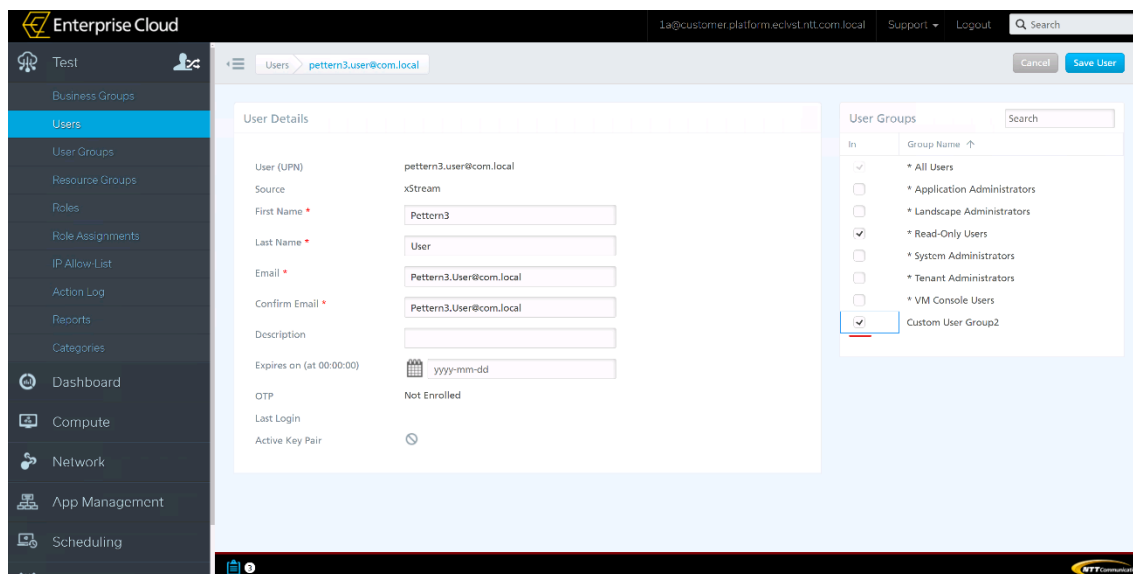 Enterprise Cloud
1a@customer.platform.eclvst.ntt.com.local
Support
Logout
Search
Test
Users
pettern3.user@com.local
Cancel
Save User
Business Groups
Users
User Groups
Resource Groups
Roles
Role Assignments
IP Allow-List
Action Log
Reports
Categories
Dashboard
Compute
Network
App Management
Scheduling
User Details
User (UPN) pettern3.user@com.local
Source xStream
First Name * Pettern3
Last Name * User
Email * Pettern3.User@com.local
Confirm Email * Pettern3.User@com.local
Description
Expires on (at 00:00:00) yyyy-mm-dd
OTP Not Enrolled
Last Login
Active Key Pair
User Groups
Search
In Group Name
* All Users
* Application Administrators
* Landscape Administrators
* Read-Only Users
* System Administrators
* Tenant Administrators
* VM Console Users
Custom User Group2
3